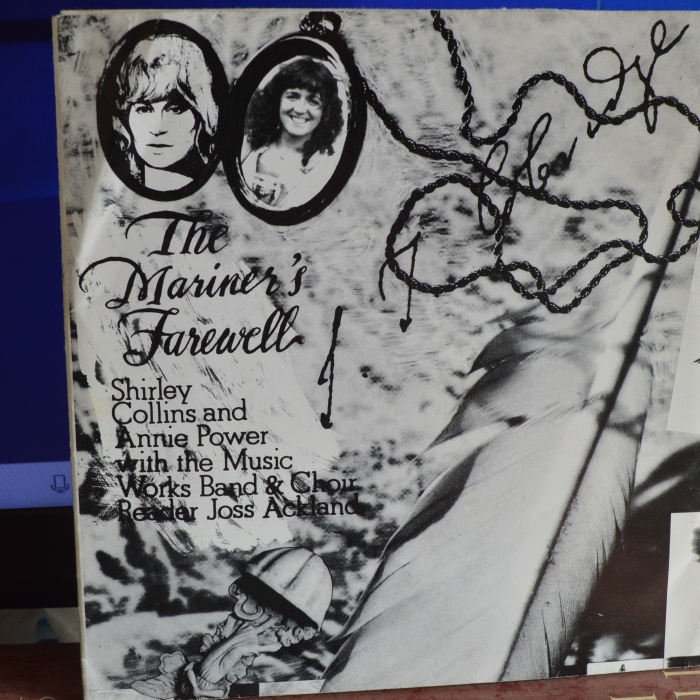 The
Mariner's
Farewell
Shirley
Collins and
Annie Power
with the Music
Works Band & Choir
Reader Joss Ackland